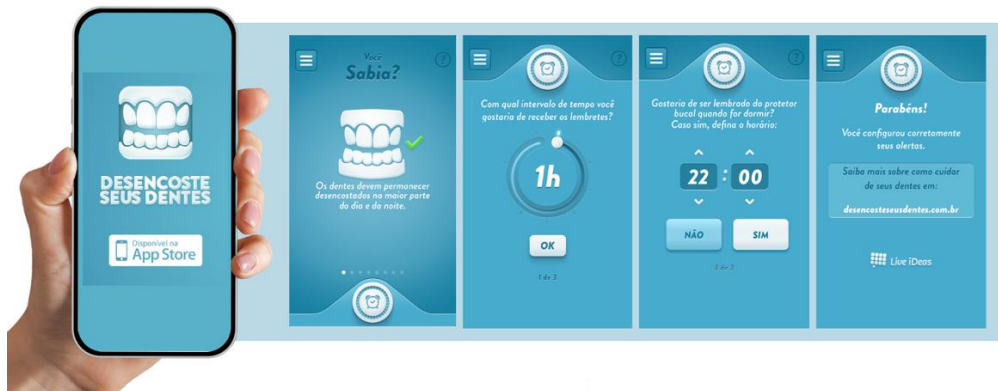 DESENCOSTE
SEUS DENTES
Disponível na
App Store
Você
Sabia?
?
Os dentes devem permanecer
desencostados na maior parte
do dia e da noite.
?
Com qual intervalo de tempo você
gostaria de receber os lembretes?
1h
OK
1 de 3
?
Gostaria de ser lembrado do protetor
bucal quando for dormir?
Caso sim, defina o horário:
22 : 00
NÃO SIM
3 de 3
Parabéns!
Você configurou corretamente
seus alertas.
Saiba mais sobre como cuidar
de seus dentes em:
desencosteseusdentes.com.br
Live iDeas